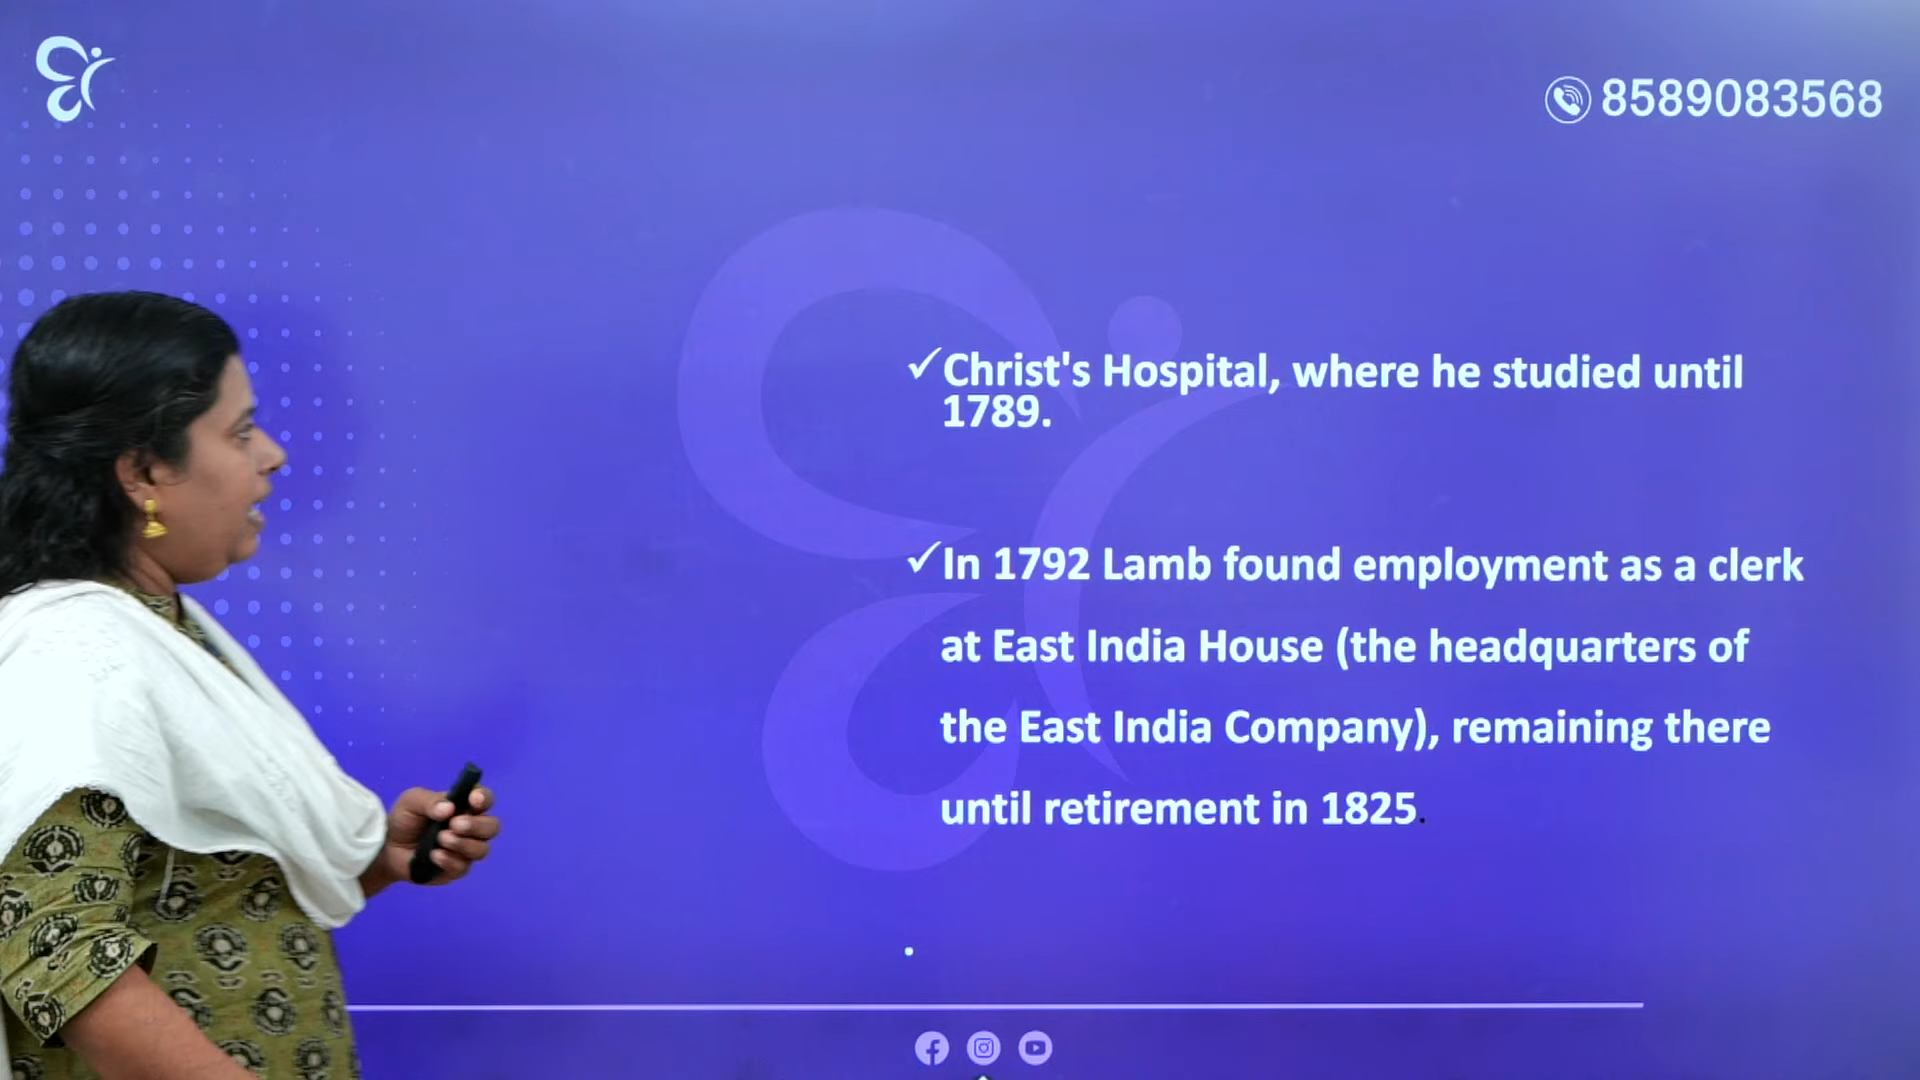 8589083568
✓Christ's Hospital, where he studied until
1789.
✓In 1792 Lamb found employment as a clerk
at East India House (the headquarters of
the East India Company), remaining there
until retirement in 1825.